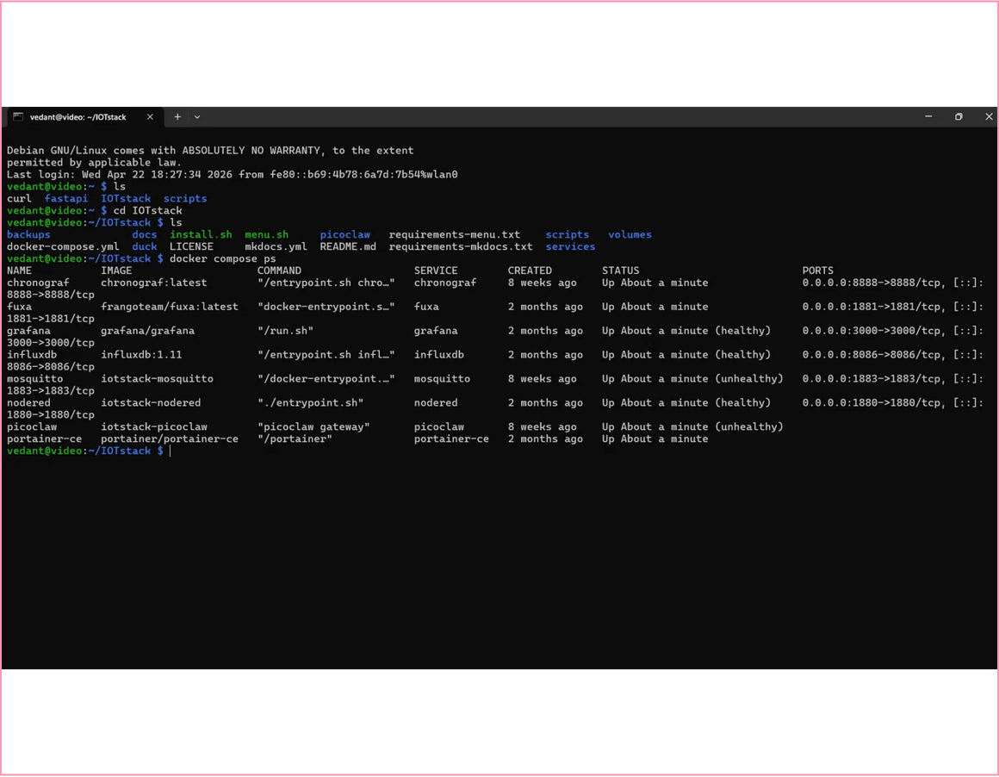 vedant@video: ~/IOTstack
Debian GNU/Linux comes with ABSOLUTELY NO WARRANTY, to the extent
permitted by applicable law.
Last login: Wed Apr 22 18:27:34 2026 from fe80::b69:4b78:6a7d:7b54%wlan0
vedant@video:~ $ ls
curl  fastapi  IOTstack  scripts
vedant@video:~ $ cd IOTstack
vedant@video:~/IOTstack $ ls
backups             docs  install.sh  menu.sh     picoclaw   requirements-menu.txt    scripts   volumes
docker-compose.yml  duck  LICENSE     mkdocs.yml  README.md  requirements-mkdocs.txt  services
vedant@video:~/IOTstack $ docker compose ps
NAME           IMAGE                    COMMAND                  SERVICE        CREATED        STATUS                          PORTS
chronograf     chronograf:latest        "/entrypoint.sh chro…"   chronograf     8 weeks ago    Up About a minute               0.0.0.0:8888->8888/tcp, [::]:
8888->8888/tcp
fuxa           frangoteam/fuxa:latest   "docker-entrypoint.s…"   fuxa           2 months ago   Up About a minute               0.0.0.0:1881->1881/tcp, [::]:
1881->1881/tcp
grafana        grafana/grafana          "/run.sh"                grafana        2 months ago   Up About a minute (healthy)     0.0.0.0:3000->3000/tcp, [::]:
3000->3000/tcp
influxdb       influxdb:1.11            "/entrypoint.sh infl…"   influxdb       2 months ago   Up About a minute (healthy)     0.0.0.0:8086->8086/tcp, [::]:
8086->8086/tcp
mosquitto      iotstack-mosquitto       "/docker-entrypoint.…"   mosquitto      8 weeks ago    Up About a minute (unhealthy)   0.0.0.0:1883->1883/tcp, [::]:
1883->1883/tcp
nodered        iotstack-nodered         "./entrypoint.sh"        nodered        2 months ago   Up About a minute (healthy)     0.0.0.0:1880->1880/tcp, [::]:
1880->1880/tcp
picoclaw       iotstack-picoclaw        "picoclaw gateway"       picoclaw       8 weeks ago    Up About a minute (unhealthy)
portainer-ce   portainer/portainer-ce   "/portainer"             portainer-ce   2 months ago   Up About a minute
vedant@video:~/IOTstack $